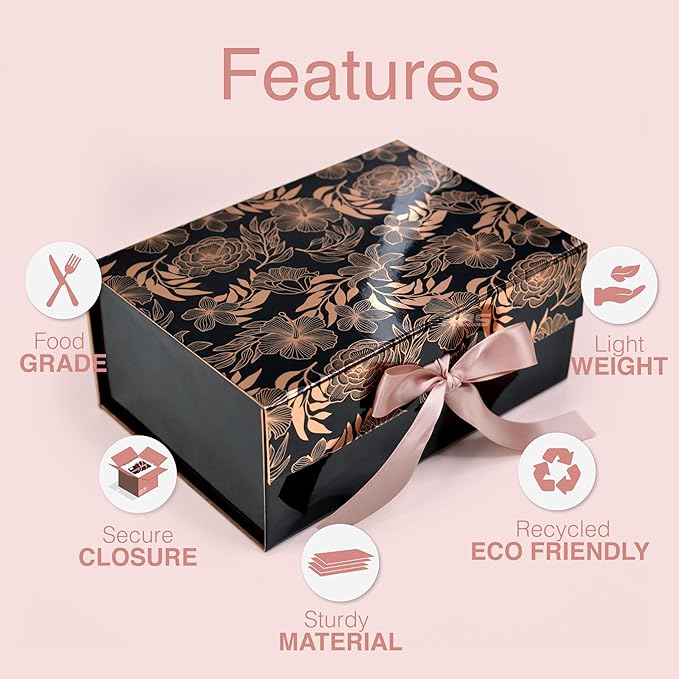 Features
Food
GRADE
Light
WEIGHT
Secure
CLOSURE
Recycled
ECO FRIENDLY
Sturdy
MATERIAL